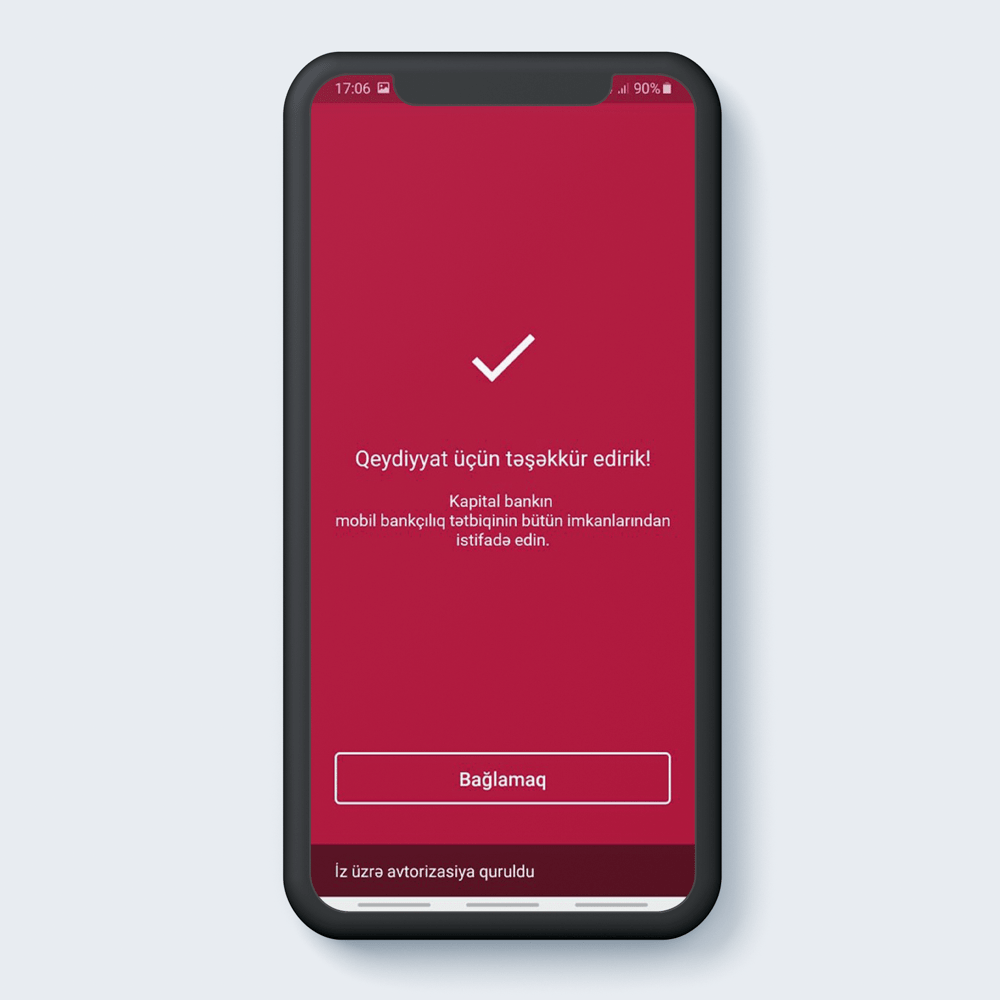 17:06 90%
Qeydiyyat üçün təşəkkür edirik!
Kapital bankın
mobil bankçılıq tətbiqinin bütün imkanlarından
istifadə edin.
Bağlamaq
İz üzrə avtorizasiya quruldu